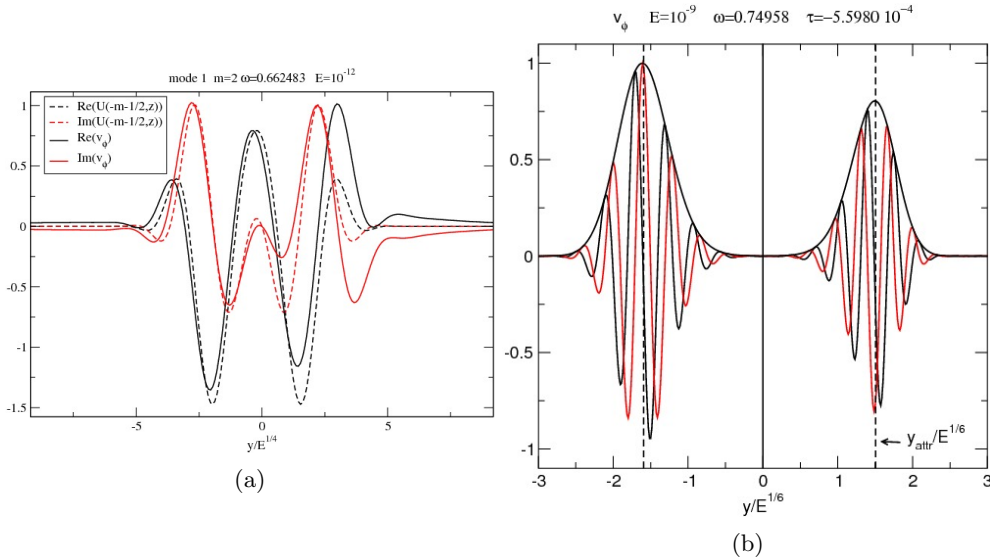 mode 1 m=2 ω=0.662483 E=10^-12
Re(U(-m-1/2,z))
Im(U(-m-1/2,z))
Re(v_ϕ)
Im(v_ϕ)
1
0.5
0
-0.5
-1
-1.5
-5 0 5
y/E^1/4
(a)
v_ϕ E=10^-9 ω=0.74958 τ=−5.5980 10^-4
1
0.5
0
-0.5
-1
y_attr/E^1/6
-3 -2 -1 0 1 2 3
y/E^1/6
(b)